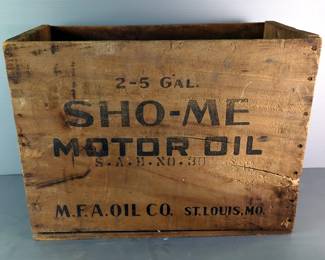 2-5 GAL.
SHO-ME
MOTOR OIL
S.A.E. NO. 30
M.F.A. OIL CO. ST. LOUIS, MO.